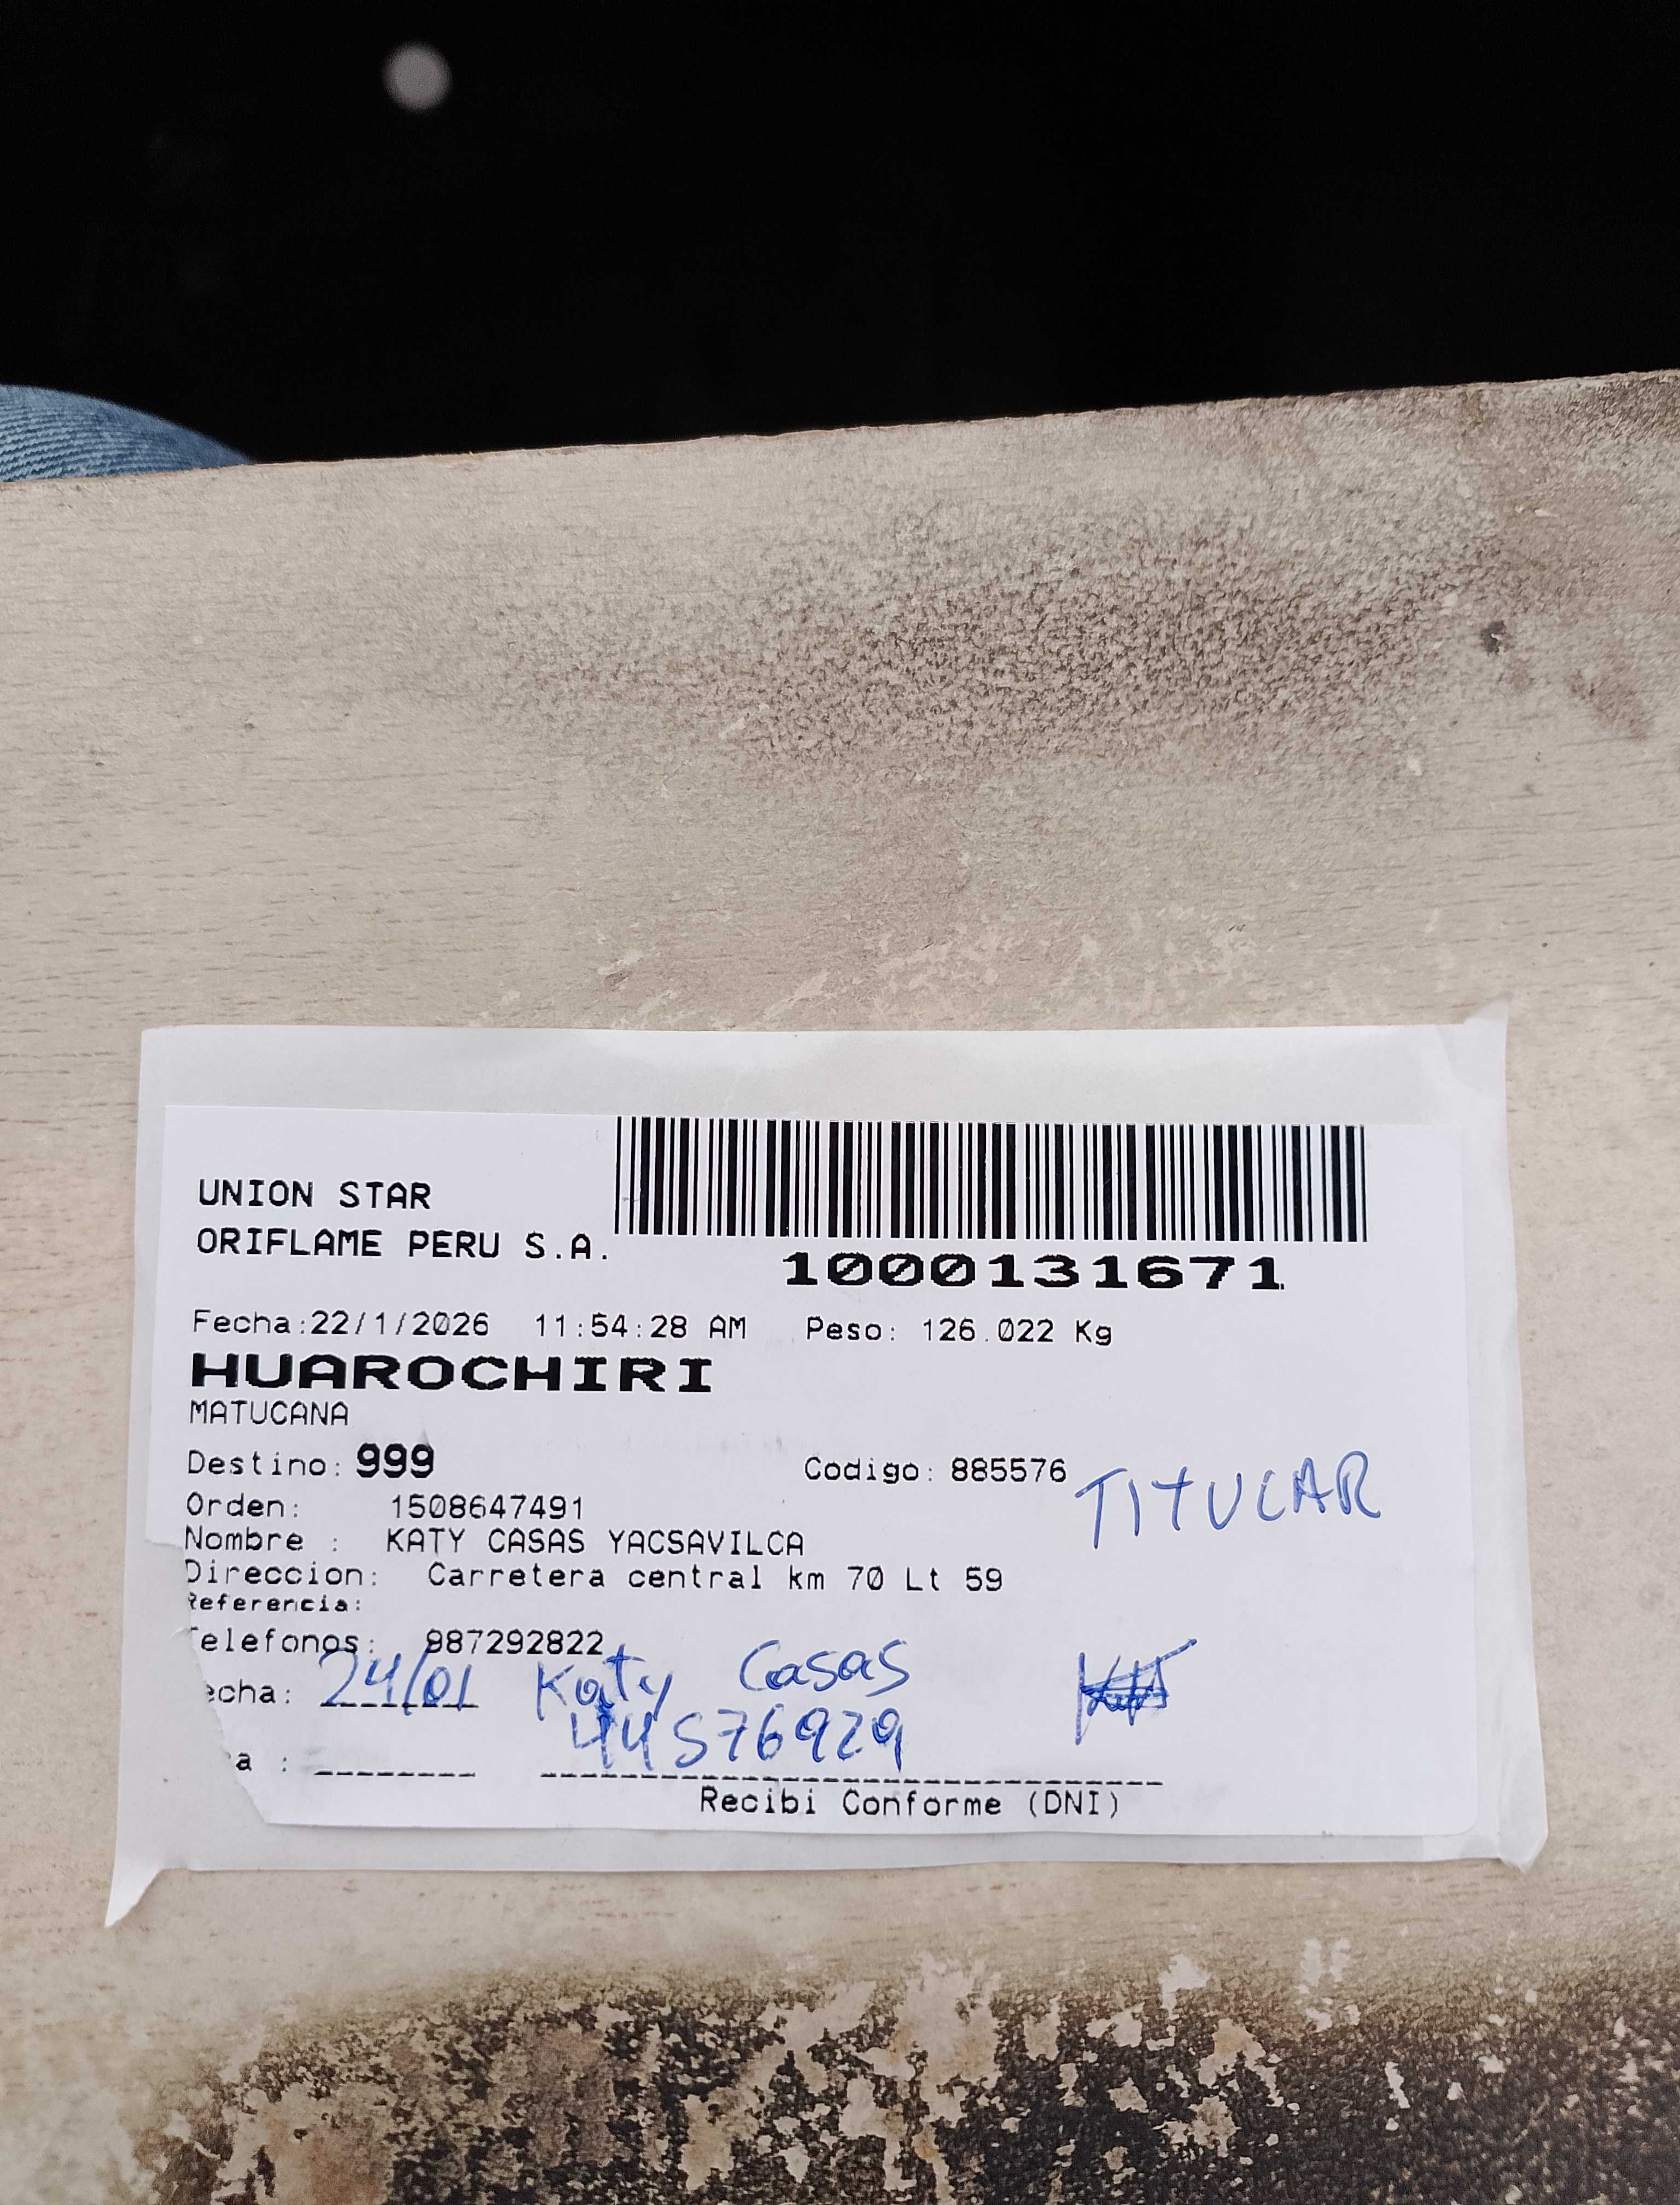 UNION STAR
ORIFLAME PERU S.A.
1000131671
Fecha:22/1/2026 11:54:28 AM Peso: 126.022 Kg
HUAROCHIRI
MATUCANA
Destino: 999 Codigo: 885576
TITULAR
Orden: 1508647491
Nombre : KATY CASAS YACSAVILCA
Direccion: Carretera central km 70 Lt 59
Referencia:
Telefonos: 987292822
echa: 24/01 Katy Casas
44576929
a :
Recibi Conforme (DNI)